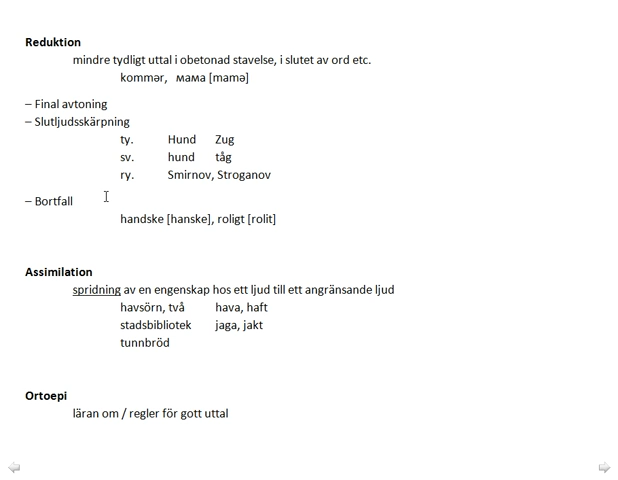 Reduktion
mindre tydligt uttal i obetonad stavelse, i slutet av ord etc.
kommər, мама [mamə]
– Final avtoning
– Slutljudsskärpning
ty. Hund Zug
sv. hund tåg
ry. Smirnov, Stroganov
– Bortfall
handske [hanske], roligt [rolit]
Assimilation
spridning av en engenskap hos ett ljud till ett angränsande ljud
havsörn, två hava, haft
stadsbibliotek jaga, jakt
tunnbröd
Ortoepi
läran om / regler för gott uttal